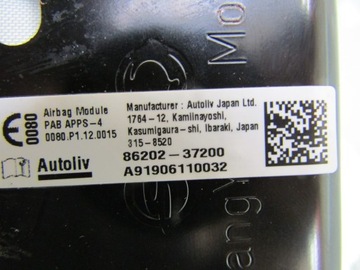 0080
Airbag Module
PAB APPS-4
0080.P1.12.0015
Autoliv
Manufacturer : Autoliv Japan Ltd.
1764-12, Kamiinayoshi,
Kasumigaura-shi, Ibaraki, Japan
315-8520
86202-37200
A91906110032